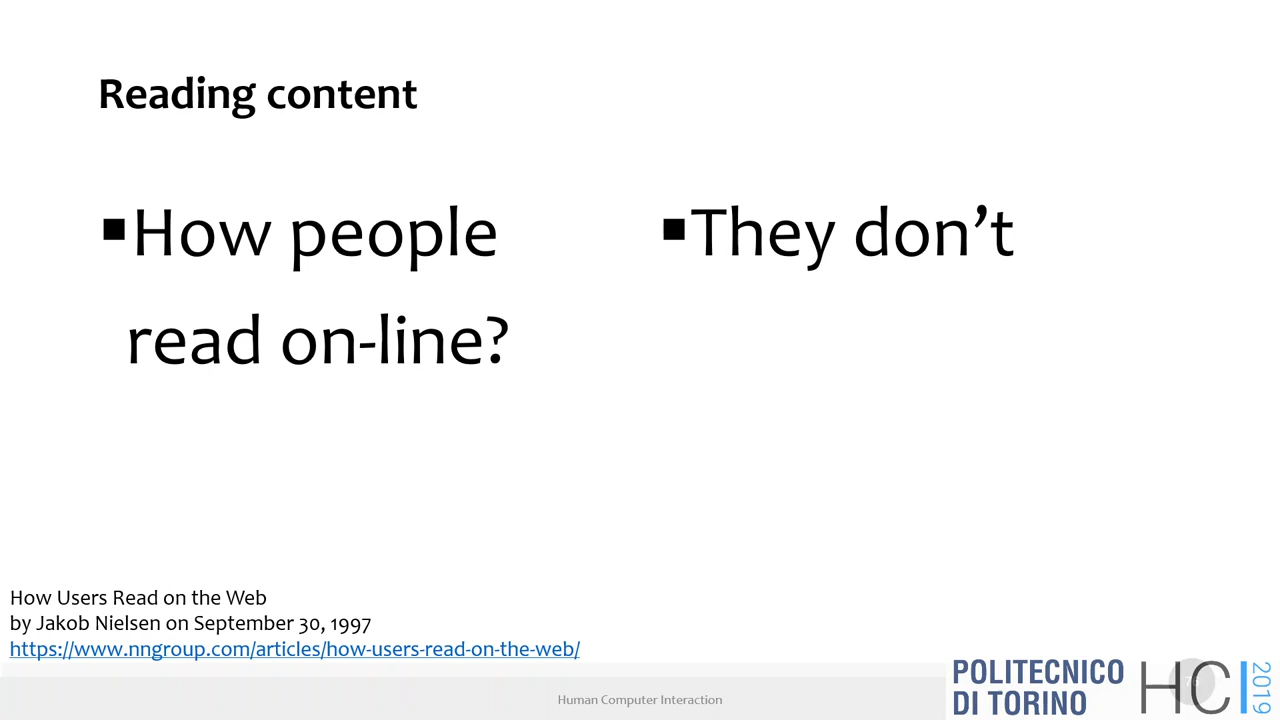 Reading content
▪How people
read on-line?
▪They don’t
How Users Read on the Web
by Jakob Nielsen on September 30, 1997
https://www.nngroup.com/articles/how-users-read-on-the-web/
Human Computer Interaction
POLITECNICO
DI TORINO
HCI
2019